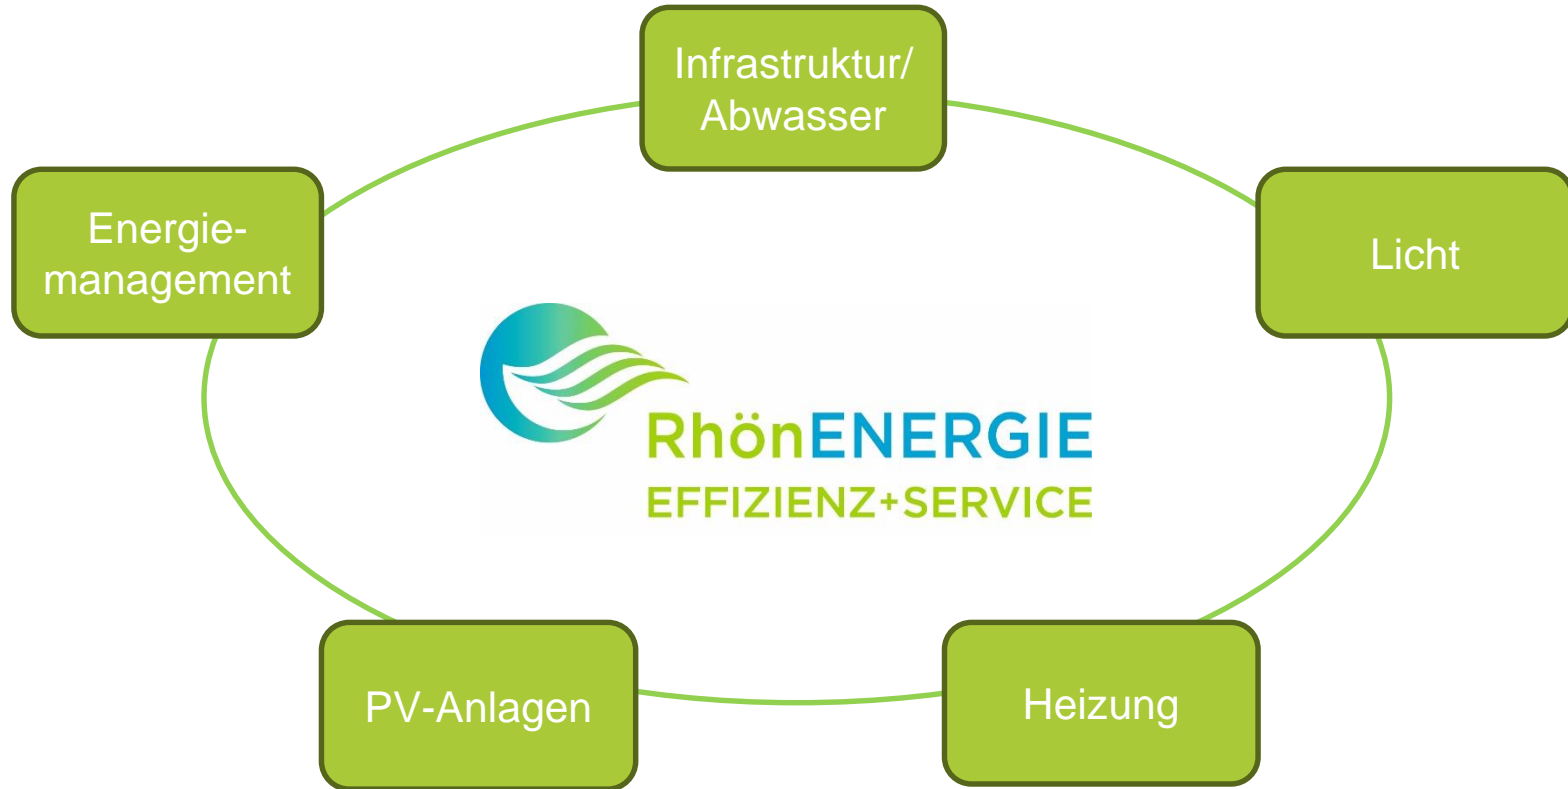 Infrastruktur/
Abwasser
Energie-
management
Licht
RhönENERGIE
EFFIZIENZ+SERVICE
PV-Anlagen
Heizung